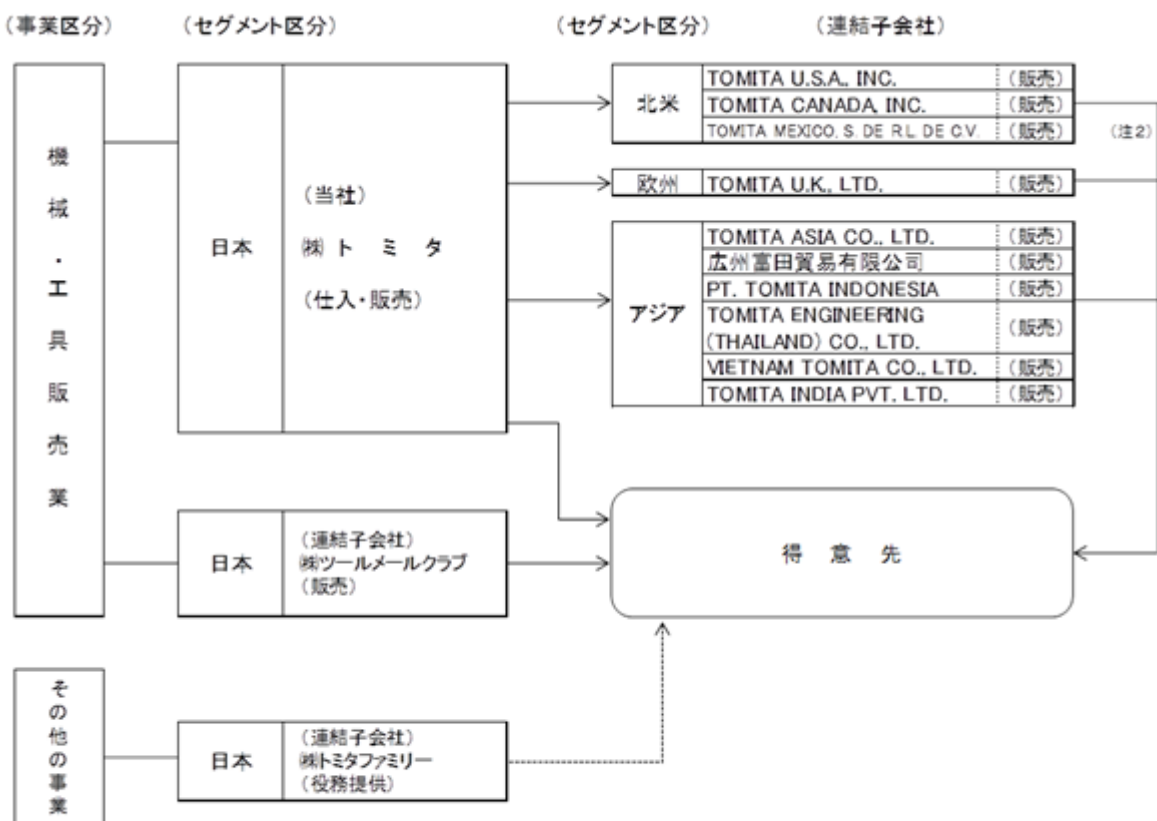 (事業区分)
(セグメント区分)
(セグメント区分)
(連結子会社)
機械・工具販売業
日本
(当社)
㈱トミタ
(仕入・販売)
北米
TOMITA U.S.A., INC. (販売)
TOMITA CANADA, INC. (販売)
TOMITA MEXICO, S. DE R.L. DE C.V. (販売)
(注2)
欧州
TOMITA U.K., LTD. (販売)
アジア
TOMITA ASIA CO., LTD. (販売)
広州富田貿易有限公司 (販売)
PT. TOMITA INDONESIA (販売)
TOMITA ENGINEERING
(THAILAND) CO., LTD.
(販売)
VIETNAM TOMITA CO., LTD. (販売)
TOMITA INDIA PVT. LTD. (販売)
日本
(連結子会社)
㈱ツールメールクラブ
(販売)
得意先
その他の事業
日本
(連結子会社)
㈱トミタファミリー
(役務提供)